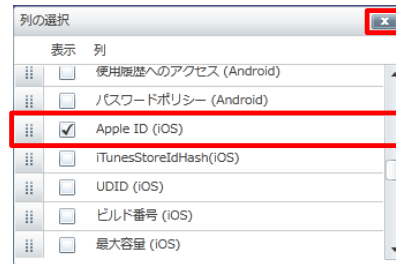 列の選択
表示 列
使用履歴へのアクセス (Android)
パスワードポリシー (Android)
Apple ID (iOS)
iTunesStoreIdHash(iOS)
UDID (iOS)
ビルド番号 (iOS)
最大容量 (iOS)